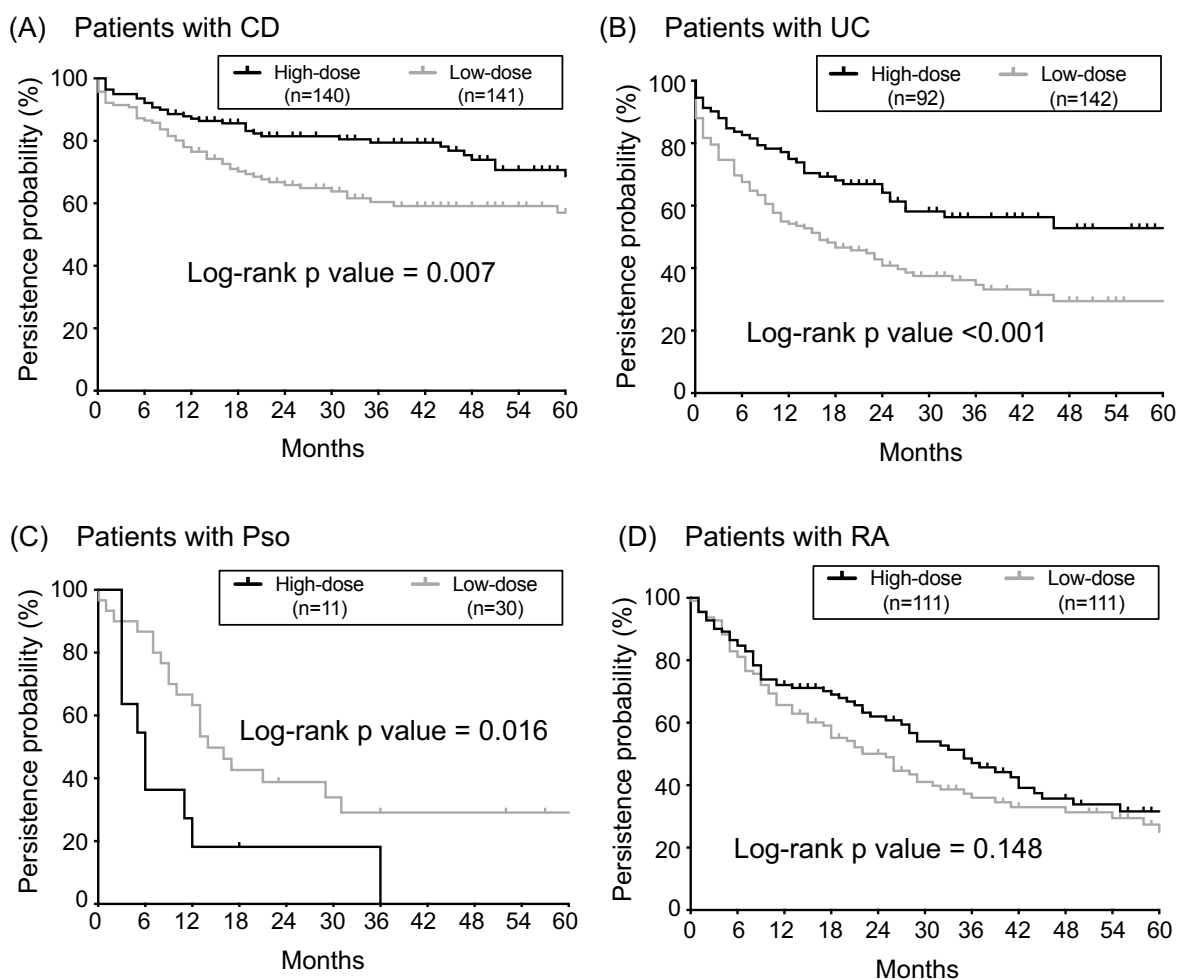 (A) Patients with CD
High-dose Low-dose
(n=140) (n=141)
Persistence probability (%)
100
80
60
40
20
0
Log-rank p value = 0.007
0 6 12 18 24 30 36 42 48 54 60
Months
(B) Patients with UC
High-dose Low-dose
(n=92) (n=142)
Persistence probability (%)
100
80
60
40
20
0
Log-rank p value <0.001
0 6 12 18 24 30 36 42 48 54 60
Months
(C) Patients with Pso
High-dose Low-dose
(n=11) (n=30)
Persistence probability (%)
100
80
60
40
20
0
Log-rank p value = 0.016
0 6 12 18 24 30 36 42 48 54 60
Months
(D) Patients with RA
High-dose Low-dose
(n=111) (n=111)
Persistence probability (%)
100
80
60
40
20
0
Log-rank p value = 0.148
0 6 12 18 24 30 36 42 48 54 60
Months